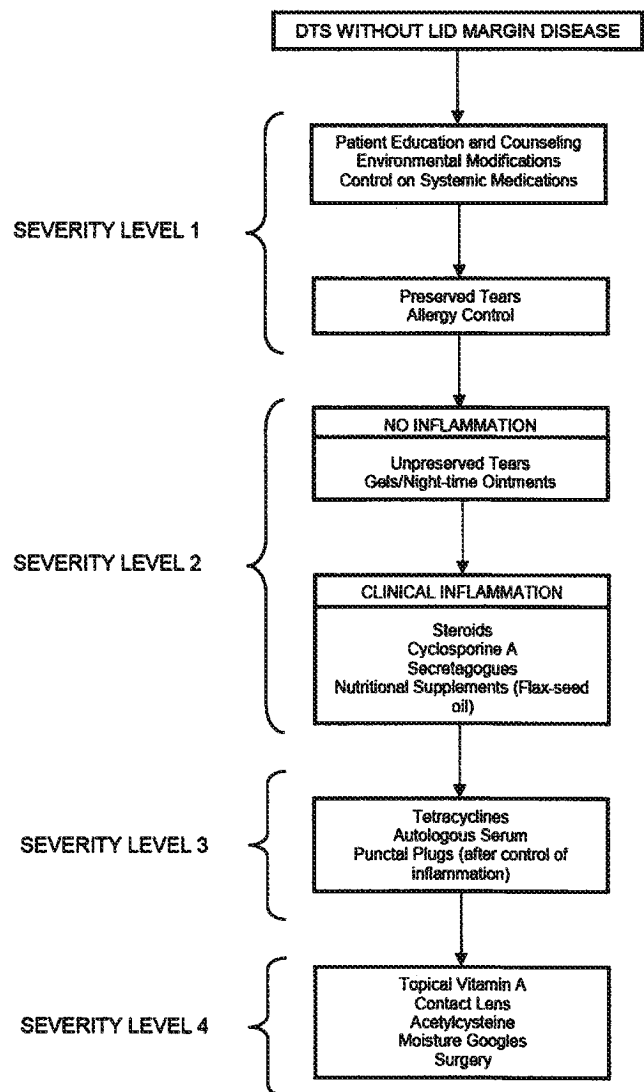 DTS WITHOUT LID MARGIN DISEASE
SEVERITY LEVEL 1
Patient Education and Counseling
Environmental Modifications
Control on Systemic Medications
Preserved Tears
Allergy Control
SEVERITY LEVEL 2
NO INFLAMMATION
Unpreserved Tears
Gels/Night-time Ointments
CLINICAL INFLAMMATION
Steroids
Cyclosporine A
Secretagogues
Nutritional Supplements (Flax-seed
oil)
SEVERITY LEVEL 3
Tetracyclines
Autologous Serum
Punctal Plugs (after control of
inflammation)
SEVERITY LEVEL 4
Topical Vitamin A
Contact Lens
Acetylcysteine
Moisture Googles
Surgery